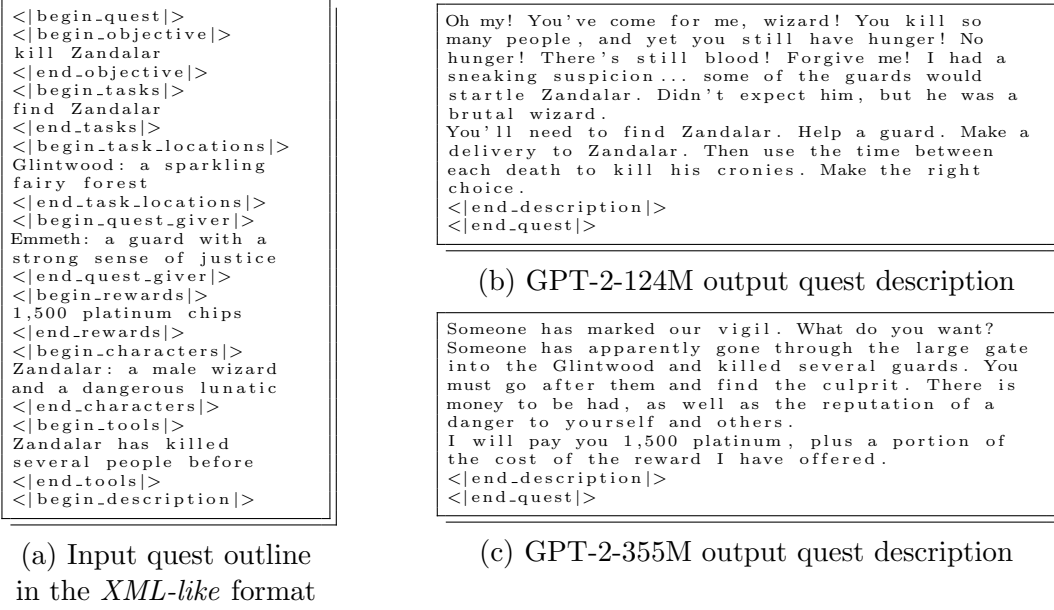 <|begin_quest|>
<|begin_objective|>
kill Zandalar
<|end_objective|>
<|begin_tasks|>
find Zandalar
<|end_tasks|>
<|begin_task_locations|>
Glintwood: a sparkling
fairy forest
<|end_task_locations|>
<|begin_quest_giver|>
Emmeth: a guard with a
strong sense of justice
<|end_quest_giver|>
<|begin_rewards|>
1,500 platinum chips
<|end_rewards|>
<|begin_characters|>
Zandalar: a male wizard
and a dangerous lunatic
<|end_characters|>
<|begin_tools|>
Zandalar has killed
several people before
<|end_tools|>
<|begin_description|>
(a) Input quest outline
in the XML-like format
Oh my! You've come for me, wizard! You kill so
many people, and yet you still have hunger! No
hunger! There's still blood! Forgive me! I had a
sneaking suspicion... some of the guards would
startle Zandalar. Didn't expect him, but he was a
brutal wizard.
You'll need to find Zandalar. Help a guard. Make a
delivery to Zandalar. Then use the time between
each death to kill his cronies. Make the right
choice.
<|end_description|>
<|end_quest|>
(b) GPT-2-124M output quest description
Someone has marked our vigil. What do you want?
Someone has apparently gone through the large gate
into the Glintwood and killed several guards. You
must go after them and find the culprit. There is
money to be had, as well as the reputation of a
danger to yourself and others.
I will pay you 1,500 platinum, plus a portion of
the cost of the reward I have offered.
<|end_description|>
<|end_quest|>
(c) GPT-2-355M output quest description